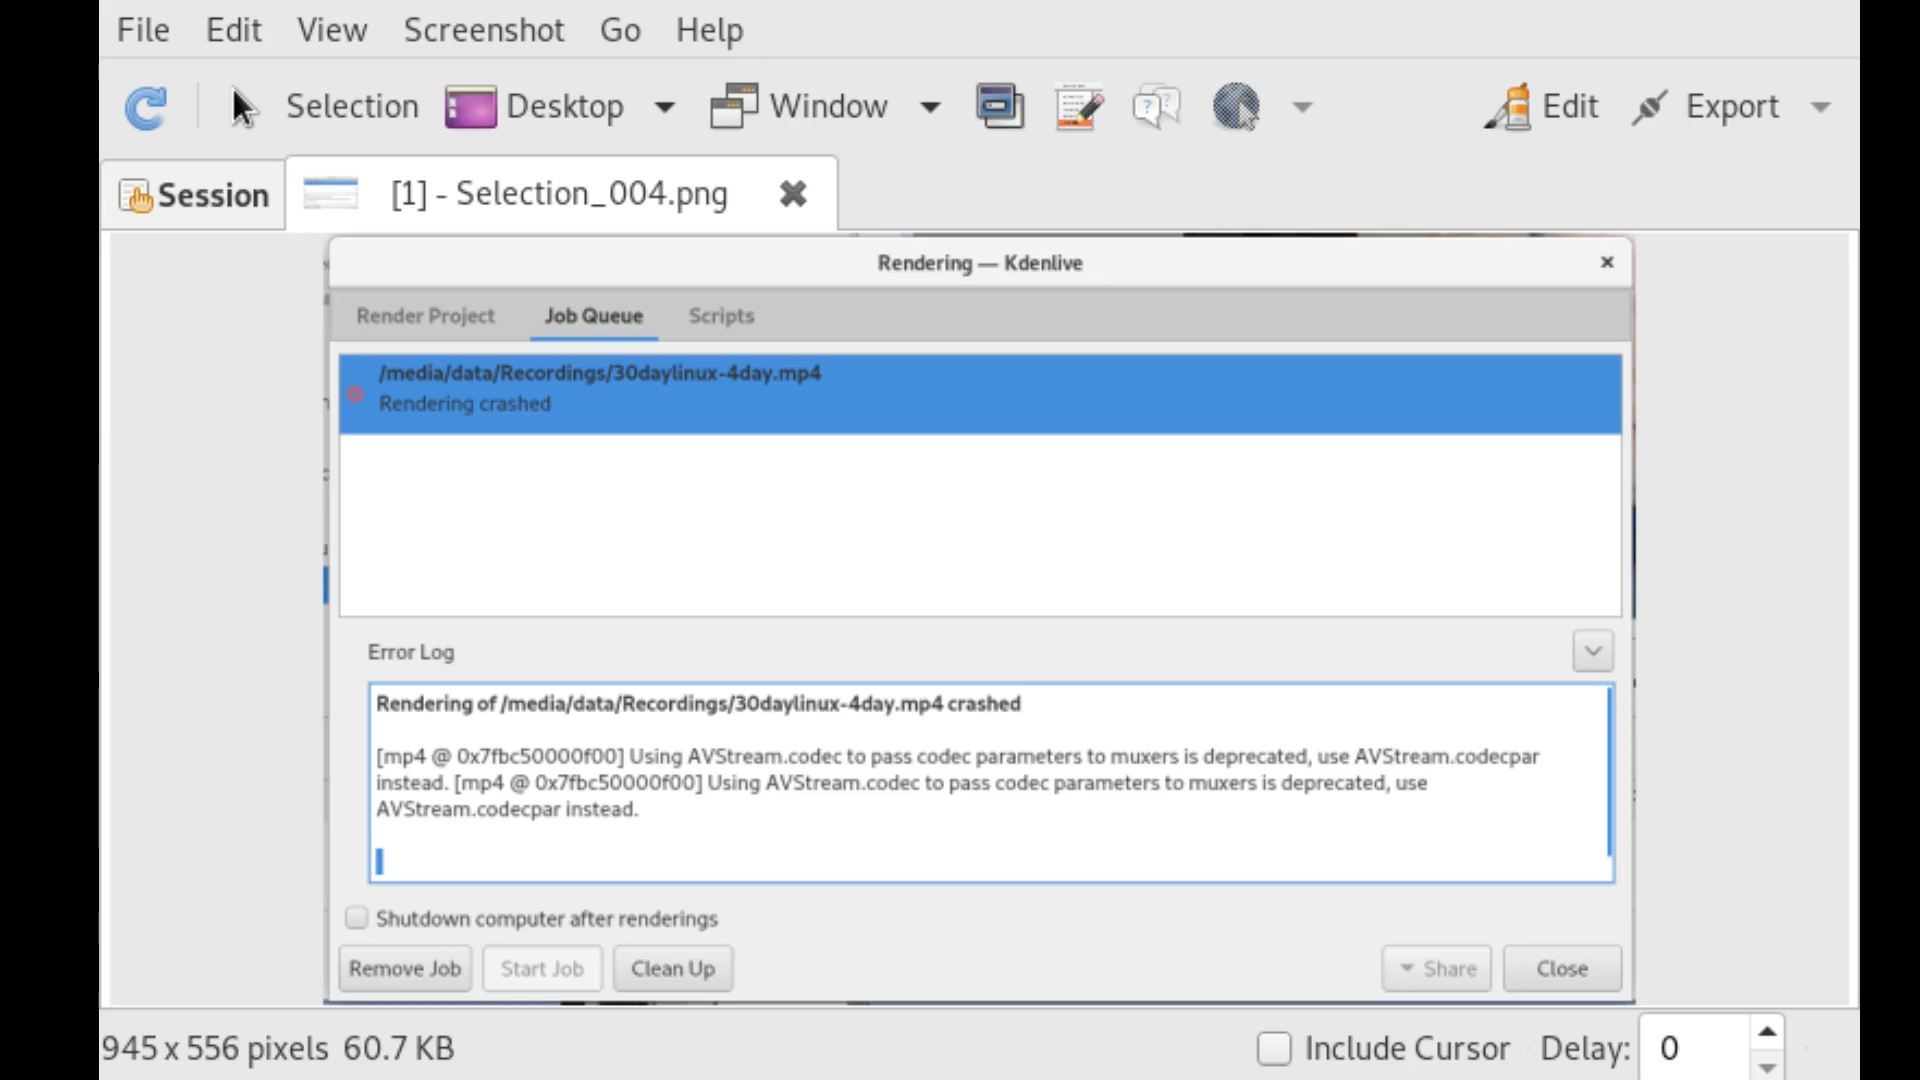 File Edit View Screenshot Go Help
Selection Desktop Window Edit Export
Session [1] - Selection_004.png
Rendering — Kdenlive
Render Project Job Queue Scripts
/media/data/Recordings/30daylinux-4day.mp4
Rendering crashed
Error Log
Rendering of /media/data/Recordings/30daylinux-4day.mp4 crashed
[mp4 @ 0x7fbc50000f00] Using AVStream.codec to pass codec parameters to muxers is deprecated, use AVStream.codecpar
instead. [mp4 @ 0x7fbc50000f00] Using AVStream.codec to pass codec parameters to muxers is deprecated, use
AVStream.codecpar instead.
Shutdown computer after renderings
Remove Job Start Job Clean Up Share Close
945 x 556 pixels 60.7 KB Include Cursor Delay: 0